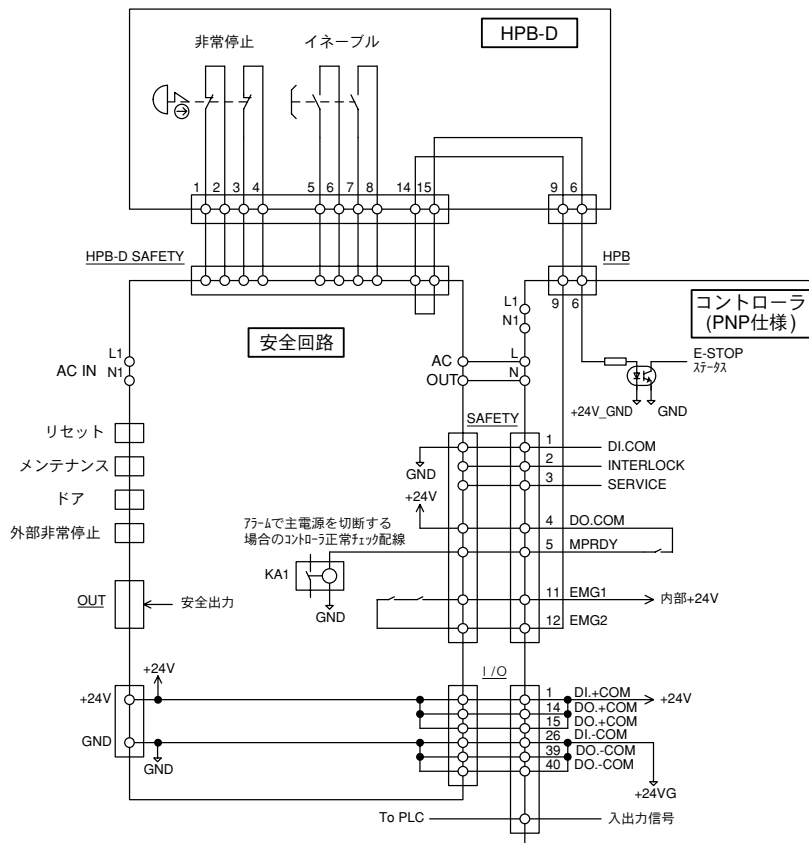 HPB-D
非常停止 イネーブル
1 2 3 4 5 6 7 8 14 15 9 6
HPB-D SAFETY
HPB
9 6
コントローラ
(PNP仕様)
安全回路
L1
N1
AC IN
L1
N1
AC
OUT
L
N
E-STOP
ステータス
+24V_GND GND
リセット
メンテナンス
ドア
外部非常停止
OUT
安全出力
SAFETY
1 DI.COM
2 INTERLOCK
3 SERVICE
GND
+24V
4 DO.COM
5 MPRDY
アラームで主電源を切断する
場合のコントローラ正常チェック配線
KA1
GND
11 EMG1
内部+24V
12 EMG2
I/O
+24V
+24V
GND
GND
1 DI.+COM
+24V
14 DO.+COM
15 DO.+COM
26 DI.-COM
39 DO.-COM
40 DO.-COM
+24VG
To PLC
入出力信号